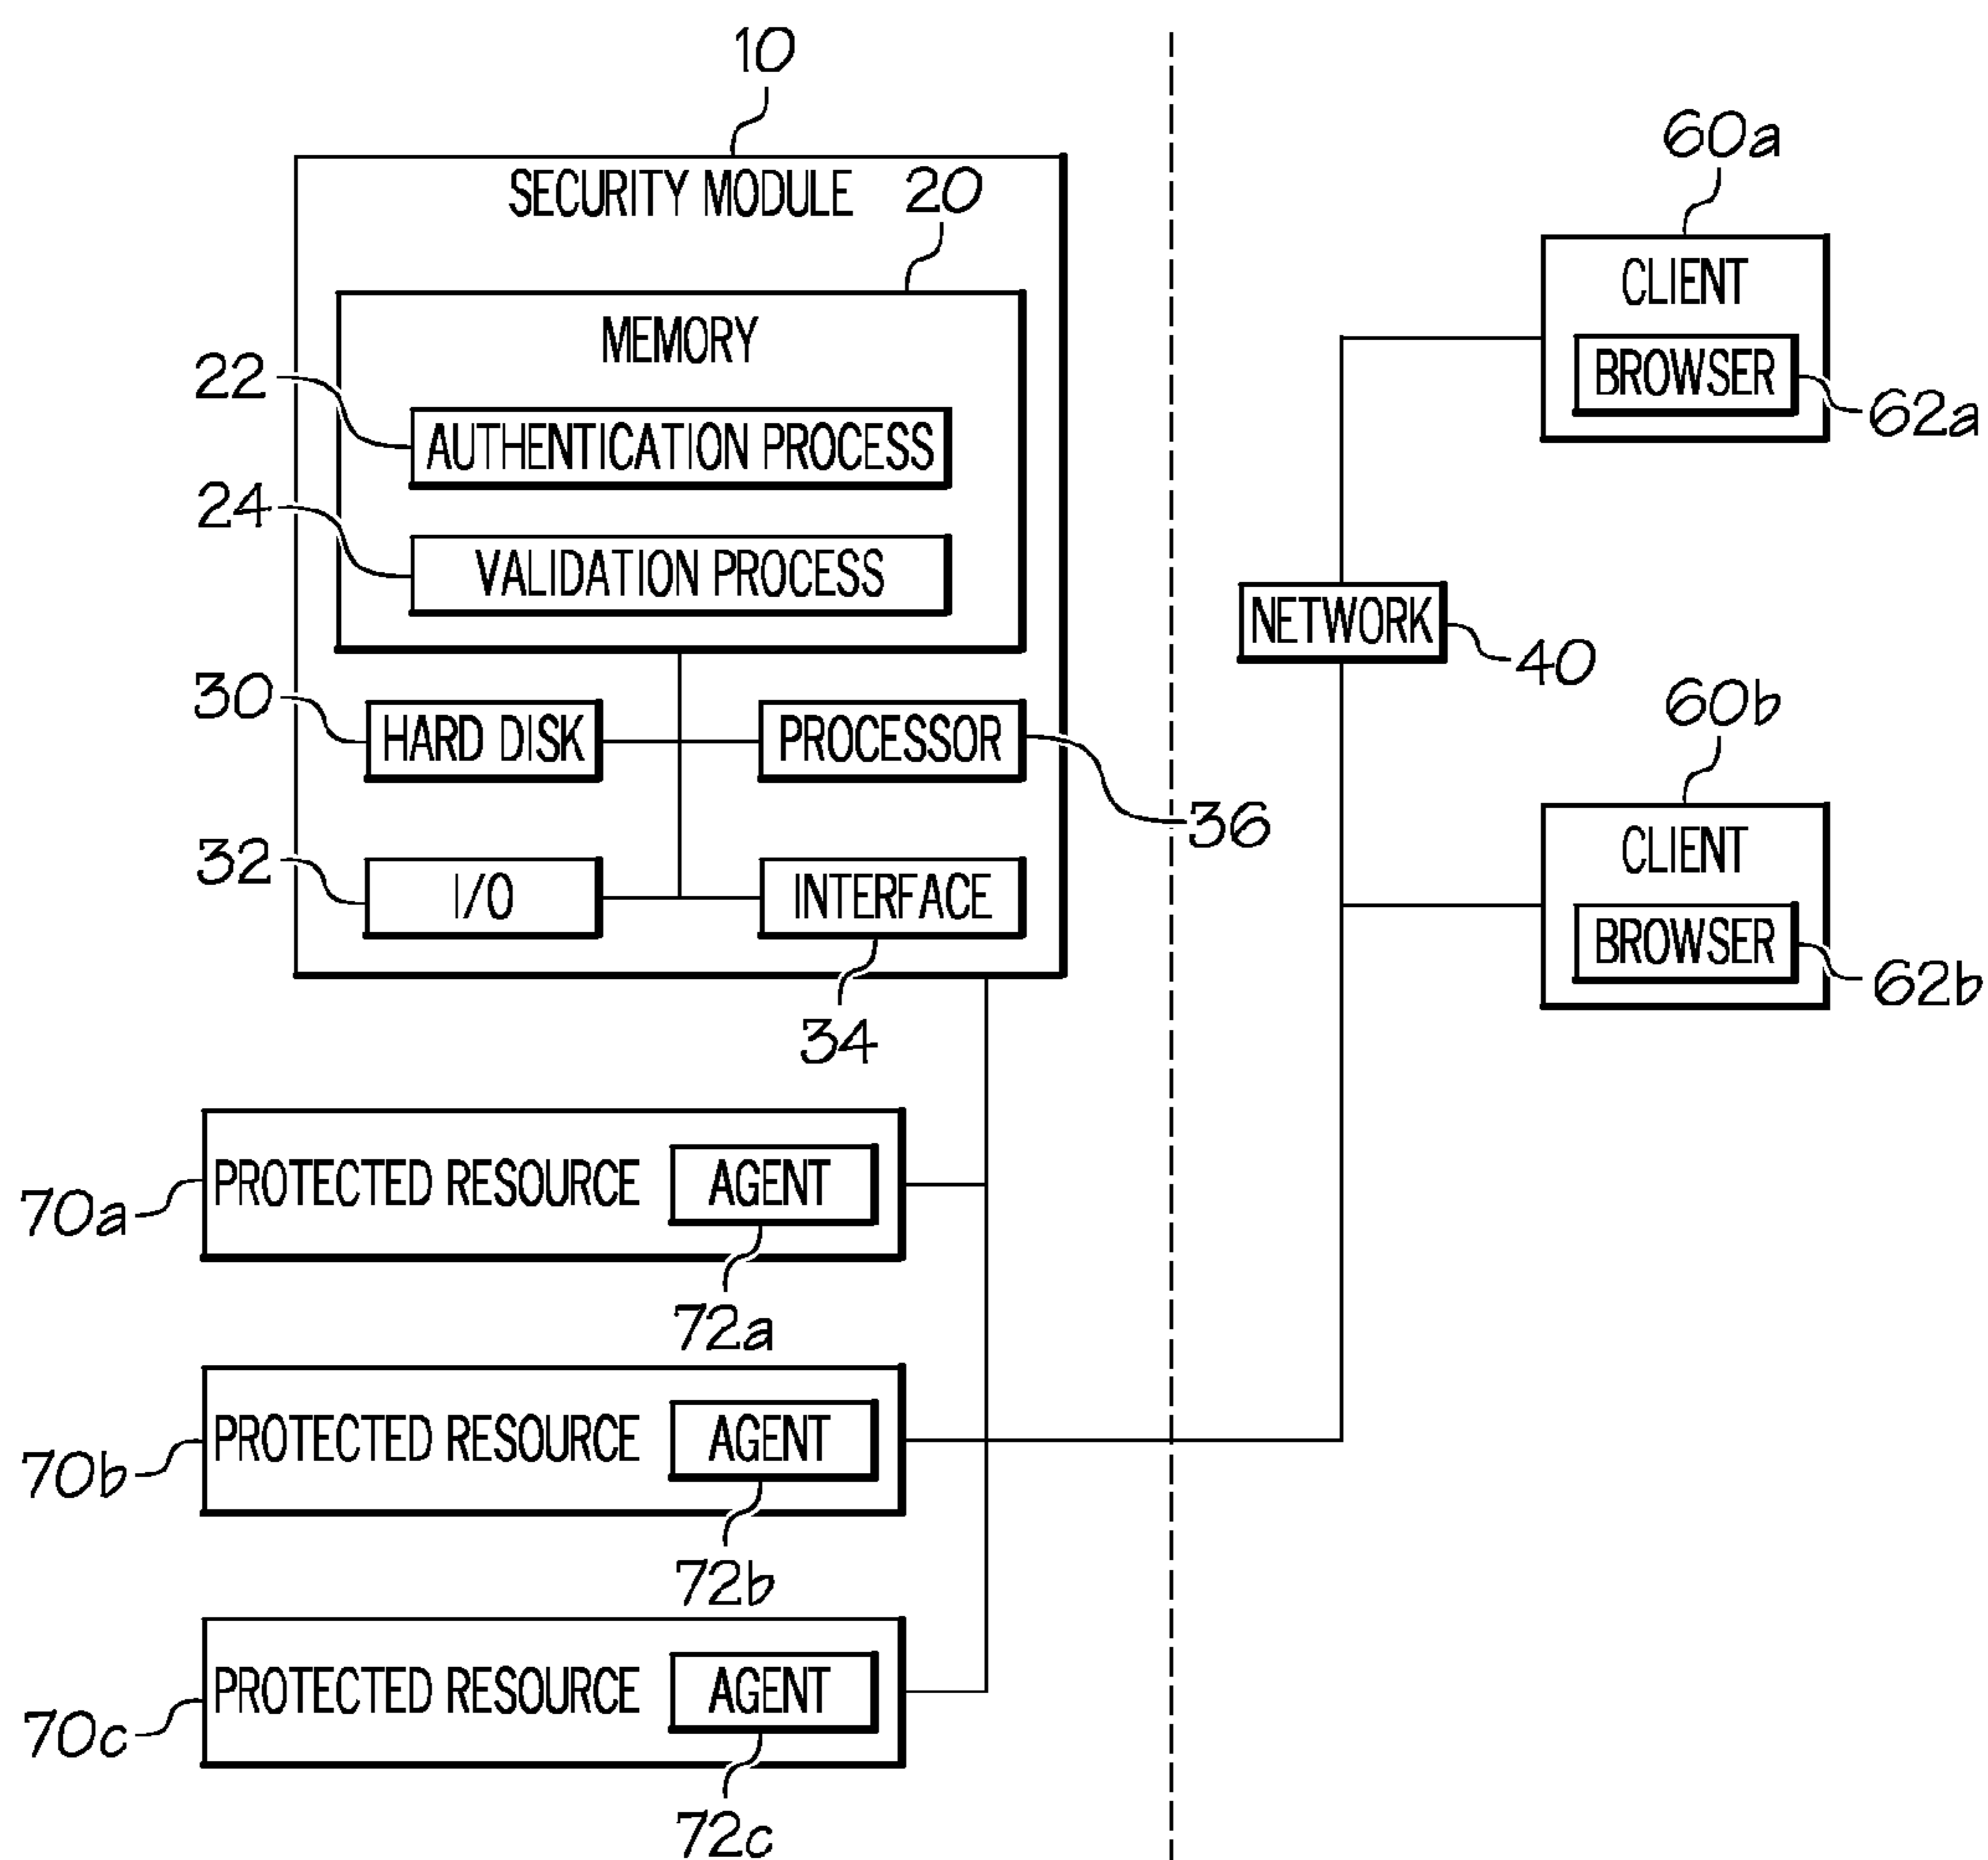 10
SECURITY MODULE
20
MEMORY
22
AUTHENTICATION PROCESS
24
VALIDATION PROCESS
30
HARD DISK
PROCESSOR
36
32
I/O
INTERFACE
34
70a
PROTECTED RESOURCE
AGENT
72a
70b
PROTECTED RESOURCE
AGENT
72b
70c
PROTECTED RESOURCE
AGENT
72c
60a
CLIENT
BROWSER
62a
NETWORK
40
60b
CLIENT
BROWSER
62b